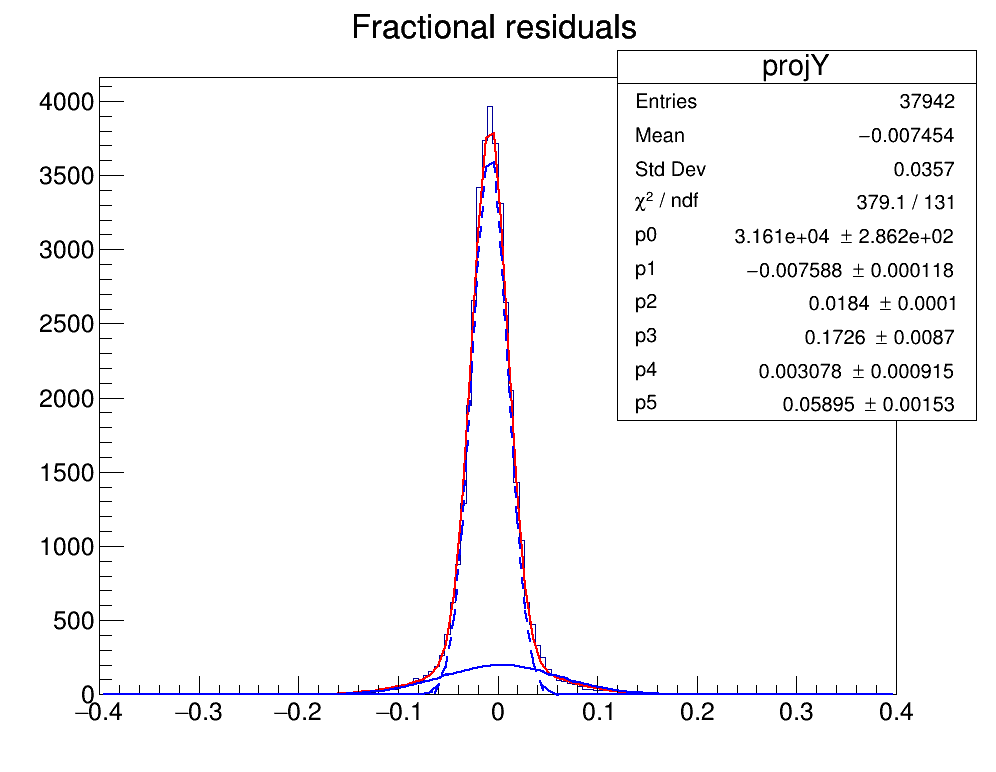 Fractional residuals
projY
Entries 37942
Mean −0.007454
Std Dev 0.0357
χ² / ndf 379.1 / 131
p0 3.161e+04 ± 2.862e+02
p1 −0.007588 ± 0.000118
p2 0.0184 ± 0.0001
p3 0.1726 ± 0.0087
p4 0.003078 ± 0.000915
p5 0.05895 ± 0.00153
4000
3500
3000
2500
2000
1500
1000
500
0
−0.4 −0.3 −0.2 −0.1 0 0.1 0.2 0.3 0.4